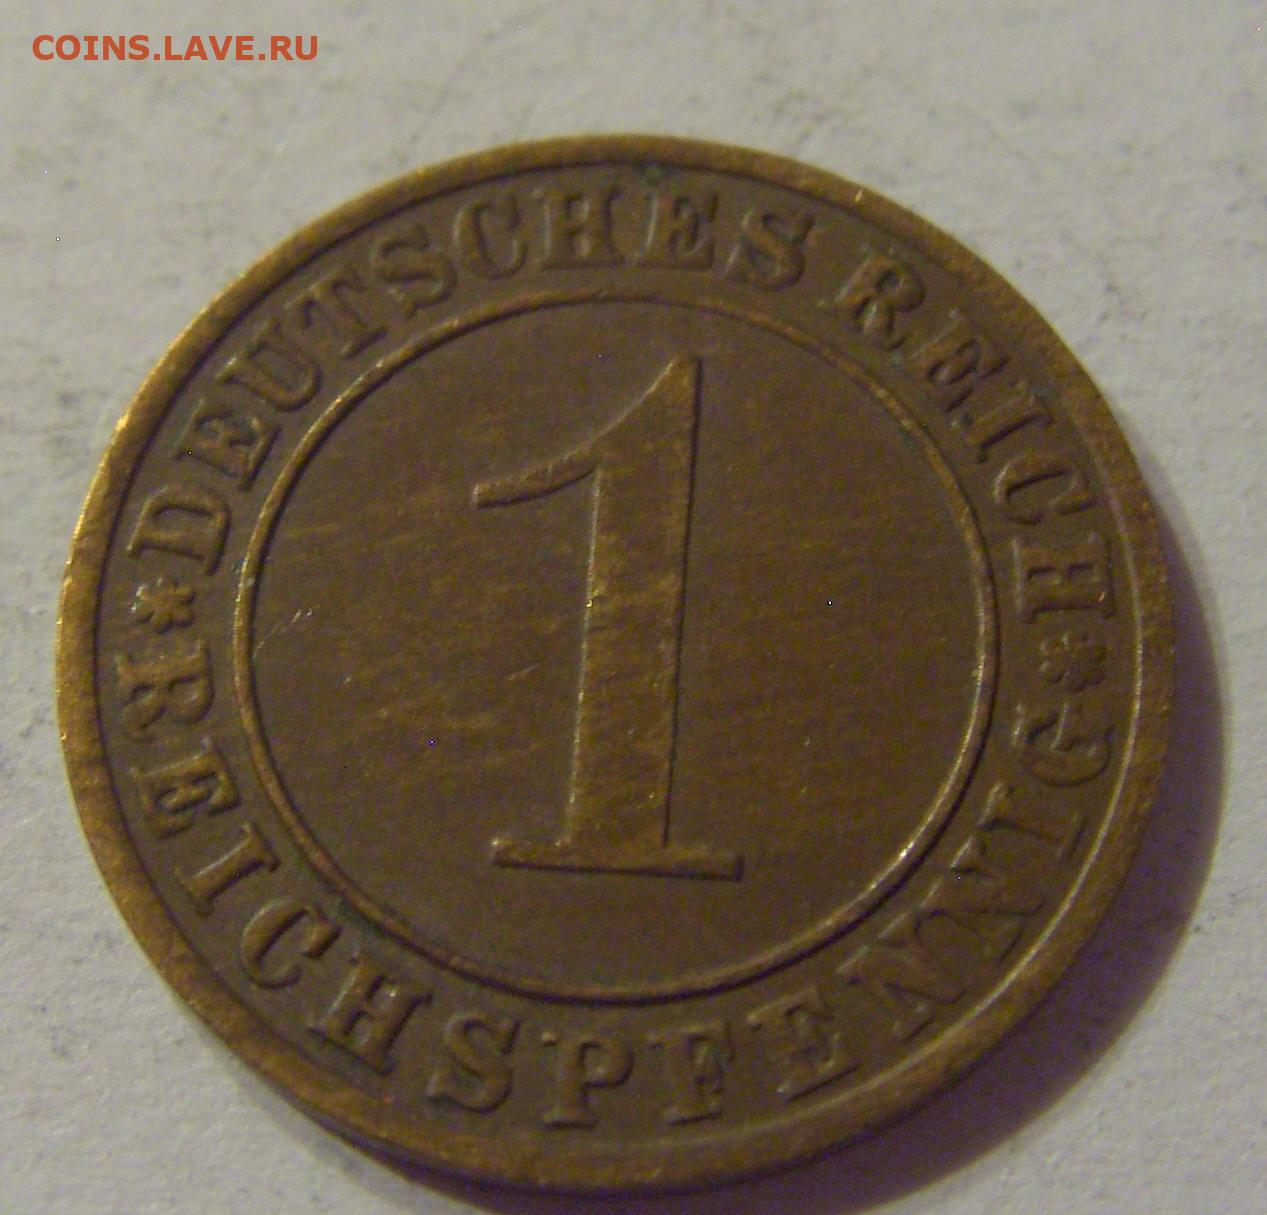 COINS.LAVE.RU
* DEUTSCHES REICH *
1
REICHSPFENNIG